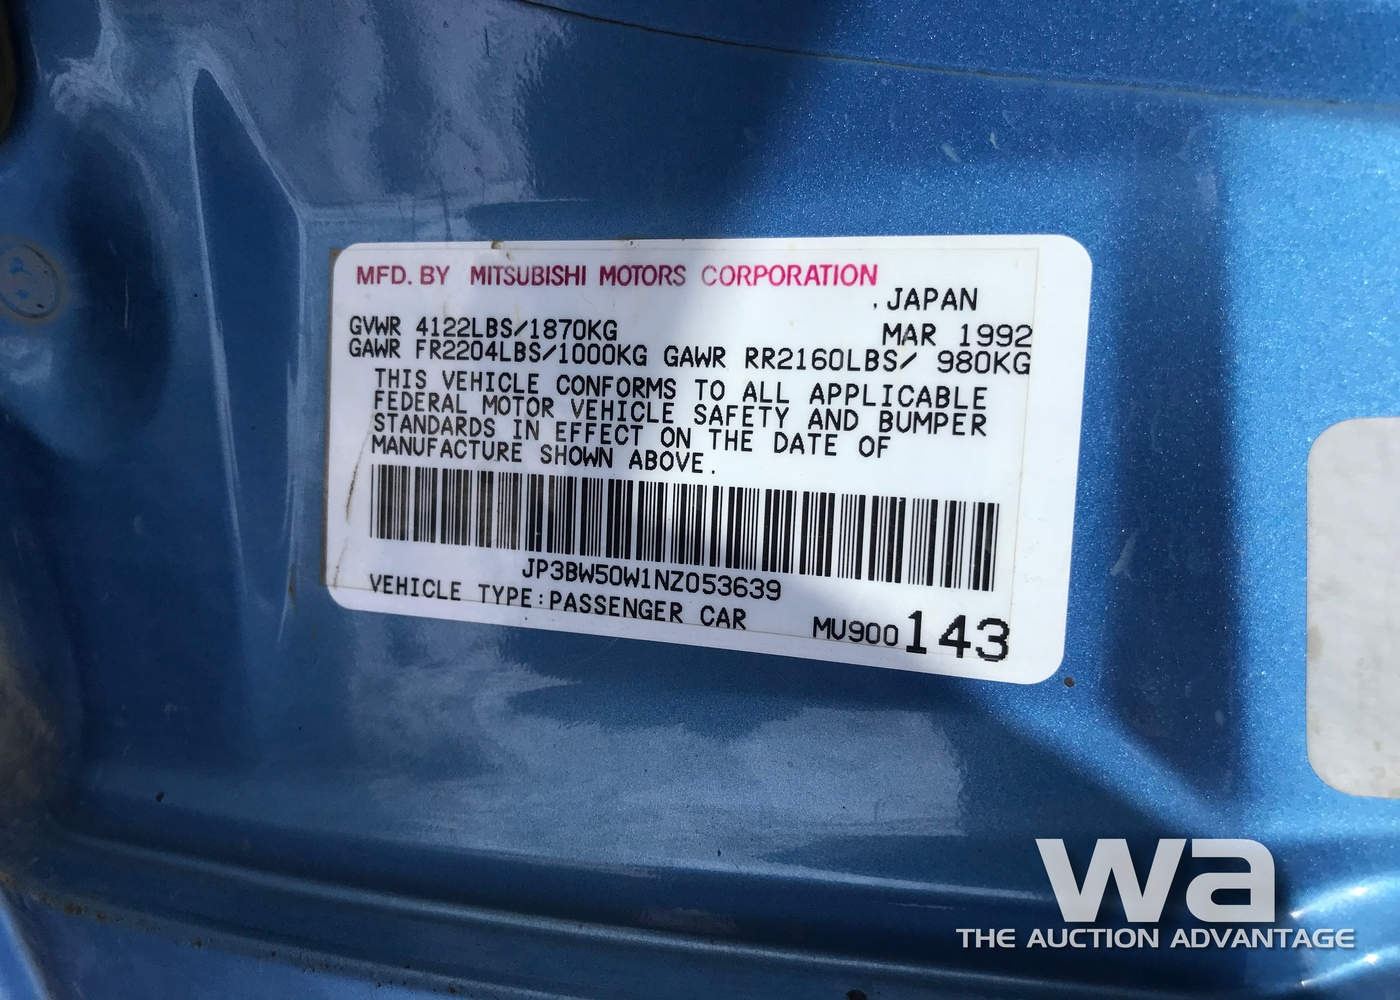 MFD. BY MITSUBISHI MOTORS CORPORATION
.JAPAN
GVWR 4122LBS/1870KG MAR 1992
GAWR FR2204LBS/1000KG GAWR RR2160LBS/ 980KG
THIS VEHICLE CONFORMS TO ALL APPLICABLE
FEDERAL MOTOR VEHICLE SAFETY AND BUMPER
STANDARDS IN EFFECT ON THE DATE OF
MANUFACTURE SHOWN ABOVE.
JP3BW50W1NZ053639
VEHICLE TYPE:PASSENGER CAR
MU900 143
wa
THE AUCTION ADVANTAGE